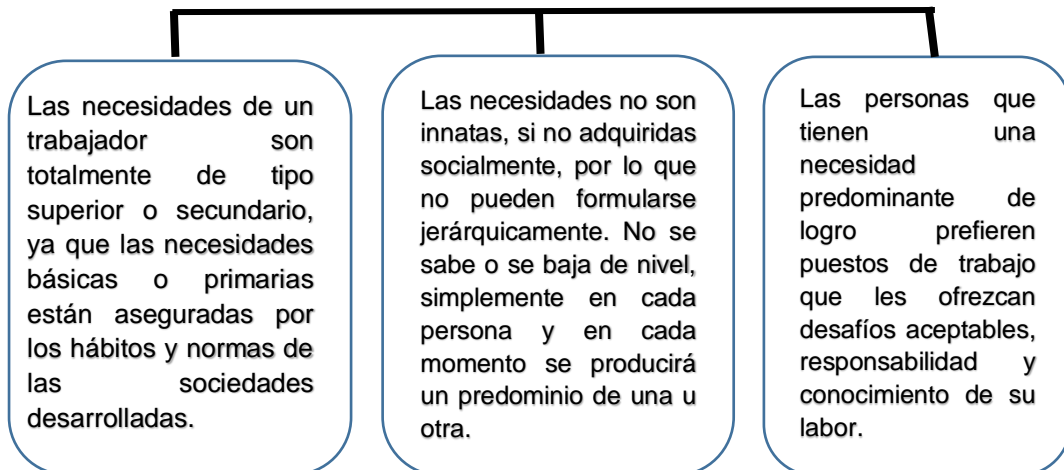 Las necesidades de un
trabajador son
totalmente de tipo
superior o secundario,
ya que las necesidades
básicas o primarias
están aseguradas por
los hábitos y normas de
las sociedades
desarrolladas.
Las necesidades no son
innatas, si no adquiridas
socialmente, por lo que
no pueden formularse
jerárquicamente. No se
sabe o se baja de nivel,
simplemente en cada
persona y en cada
momento se producirá
un predominio de una u
otra.
Las personas que
tienen una
necesidad
predominante de
logro prefieren
puestos de trabajo
que les ofrezcan
desafíos aceptables,
responsabilidad y
conocimiento de su
labor.